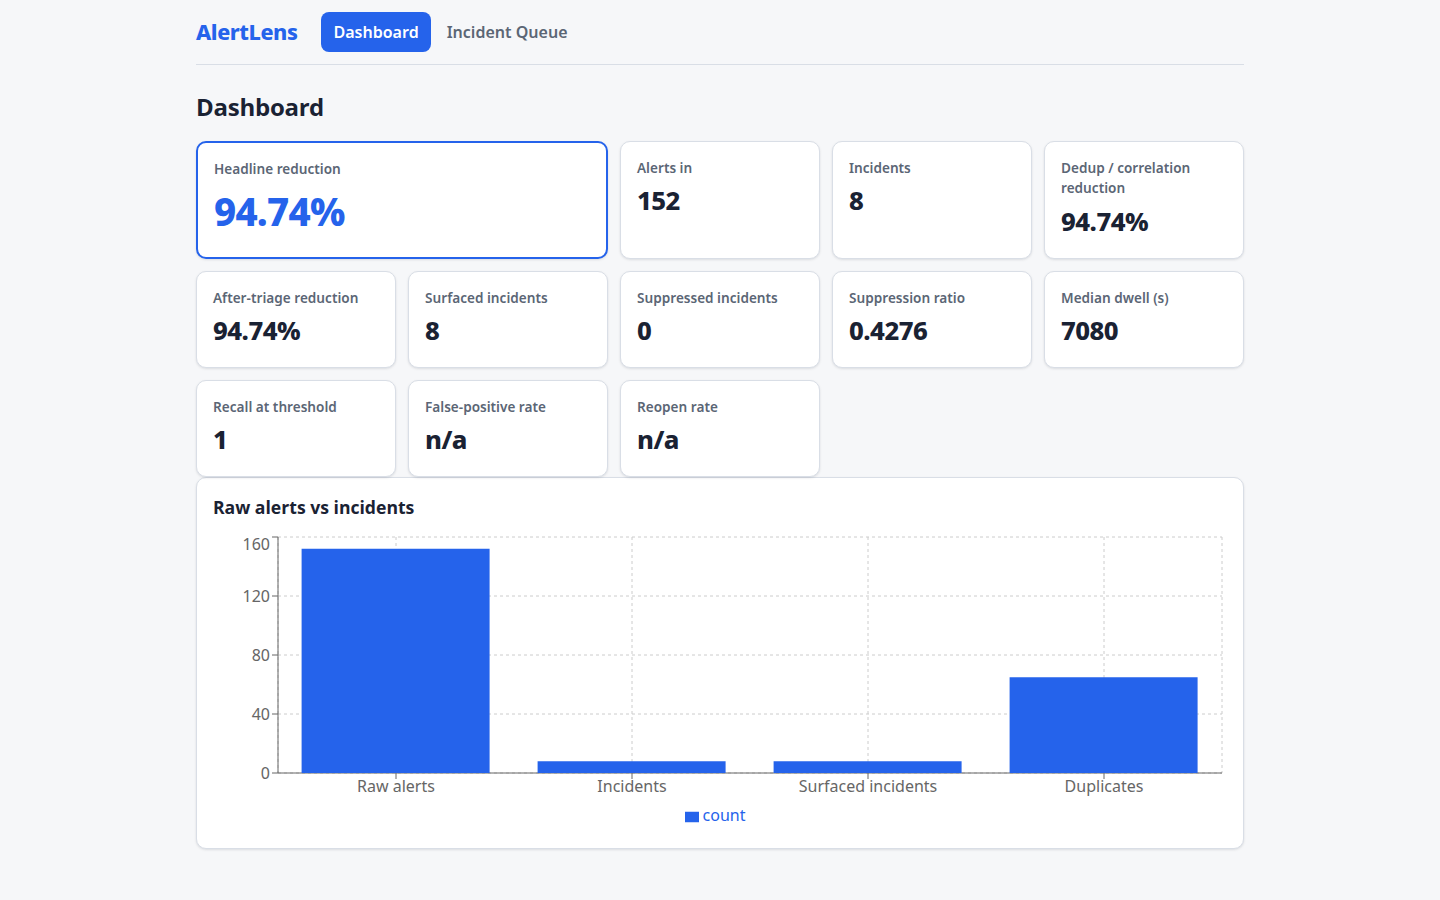 AlertLens
Dashboard
Incident Queue
Dashboard
Headline reduction
94.74%
Alerts in
152
Incidents
8
Dedup / correlation
reduction
94.74%
After-triage reduction
94.74%
Surfaced incidents
8
Suppressed incidents
0
Suppression ratio
0.4276
Median dwell (s)
7080
Recall at threshold
1
False-positive rate
n/a
Reopen rate
n/a
Raw alerts vs incidents
160
120
80
40
0
Raw alerts
Incidents
Surfaced incidents
Duplicates
count